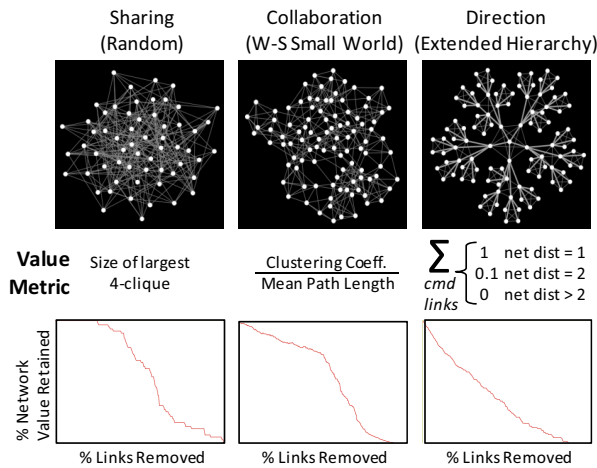 Sharing
(Random)
Collaboration
(W-S Small World)
Direction
(Extended Hierarchy)
Value
Metric
Size of largest
4-clique
Clustering Coeff.
Mean Path Length
Σ
cmd
links
1 net dist = 1
0.1 net dist = 2
0 net dist > 2
% Network
Value Retained
% Links Removed
% Links Removed
% Links Removed